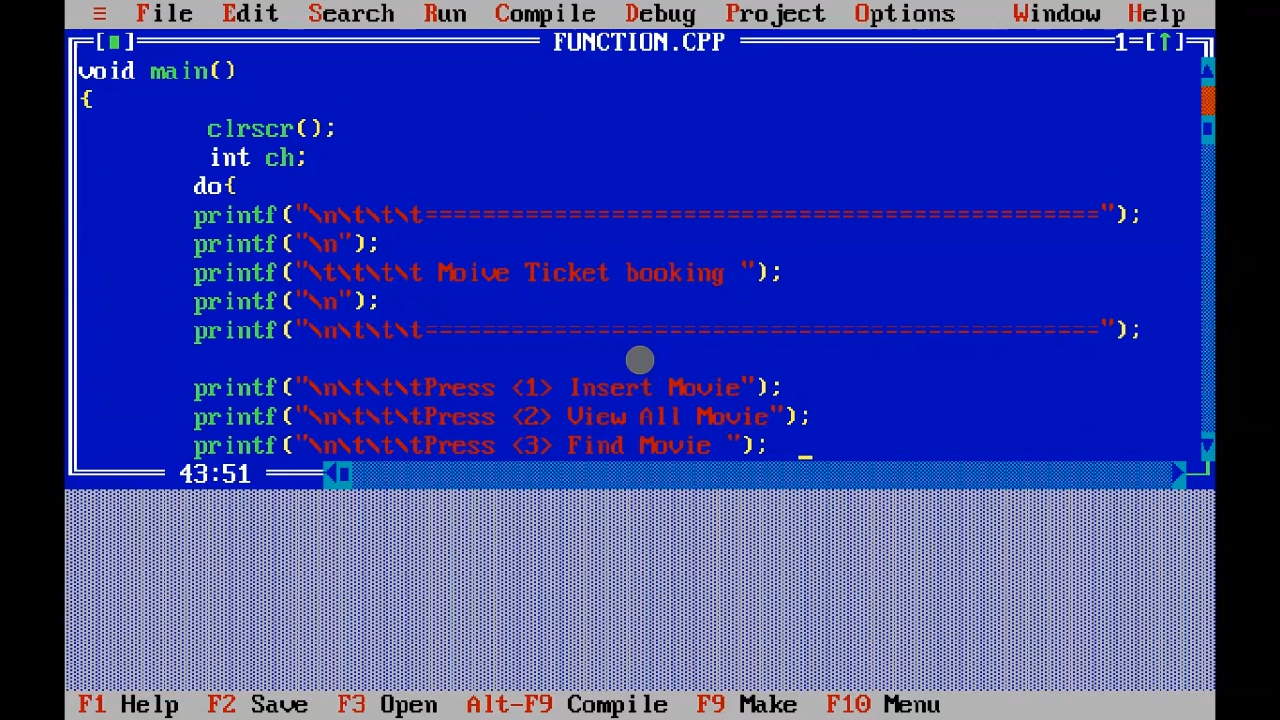 ≡ File Edit Search Run Compile Debug Project Options Window Help
[■] FUNCTION.CPP 1=[↑]
void main()
{
clrscr();
int ch;
do{
printf("\n\t\t\t===============================================");
printf("\n");
printf("\t\t\t\t Moive Ticket booking ");
printf("\n");
printf("\n\t\t\t===============================================");
printf("\n\t\t\tPress <1> Insert Movie");
printf("\n\t\t\tPress <2> View All Movie");
printf("\n\t\t\tPress <3> Find Movie ");
43:51
F1 Help F2 Save F3 Open Alt-F9 Compile F9 Make F10 Menu